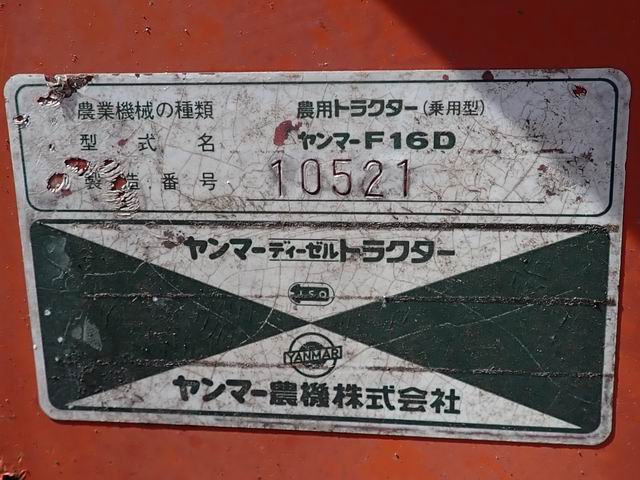 農業機械の種類 農用トラクター(乗用型)
型式名 ヤンマーF16D
製造番号 10521
ヤンマーディーゼルトラクター
YANMAR
ヤンマー農機株式会社